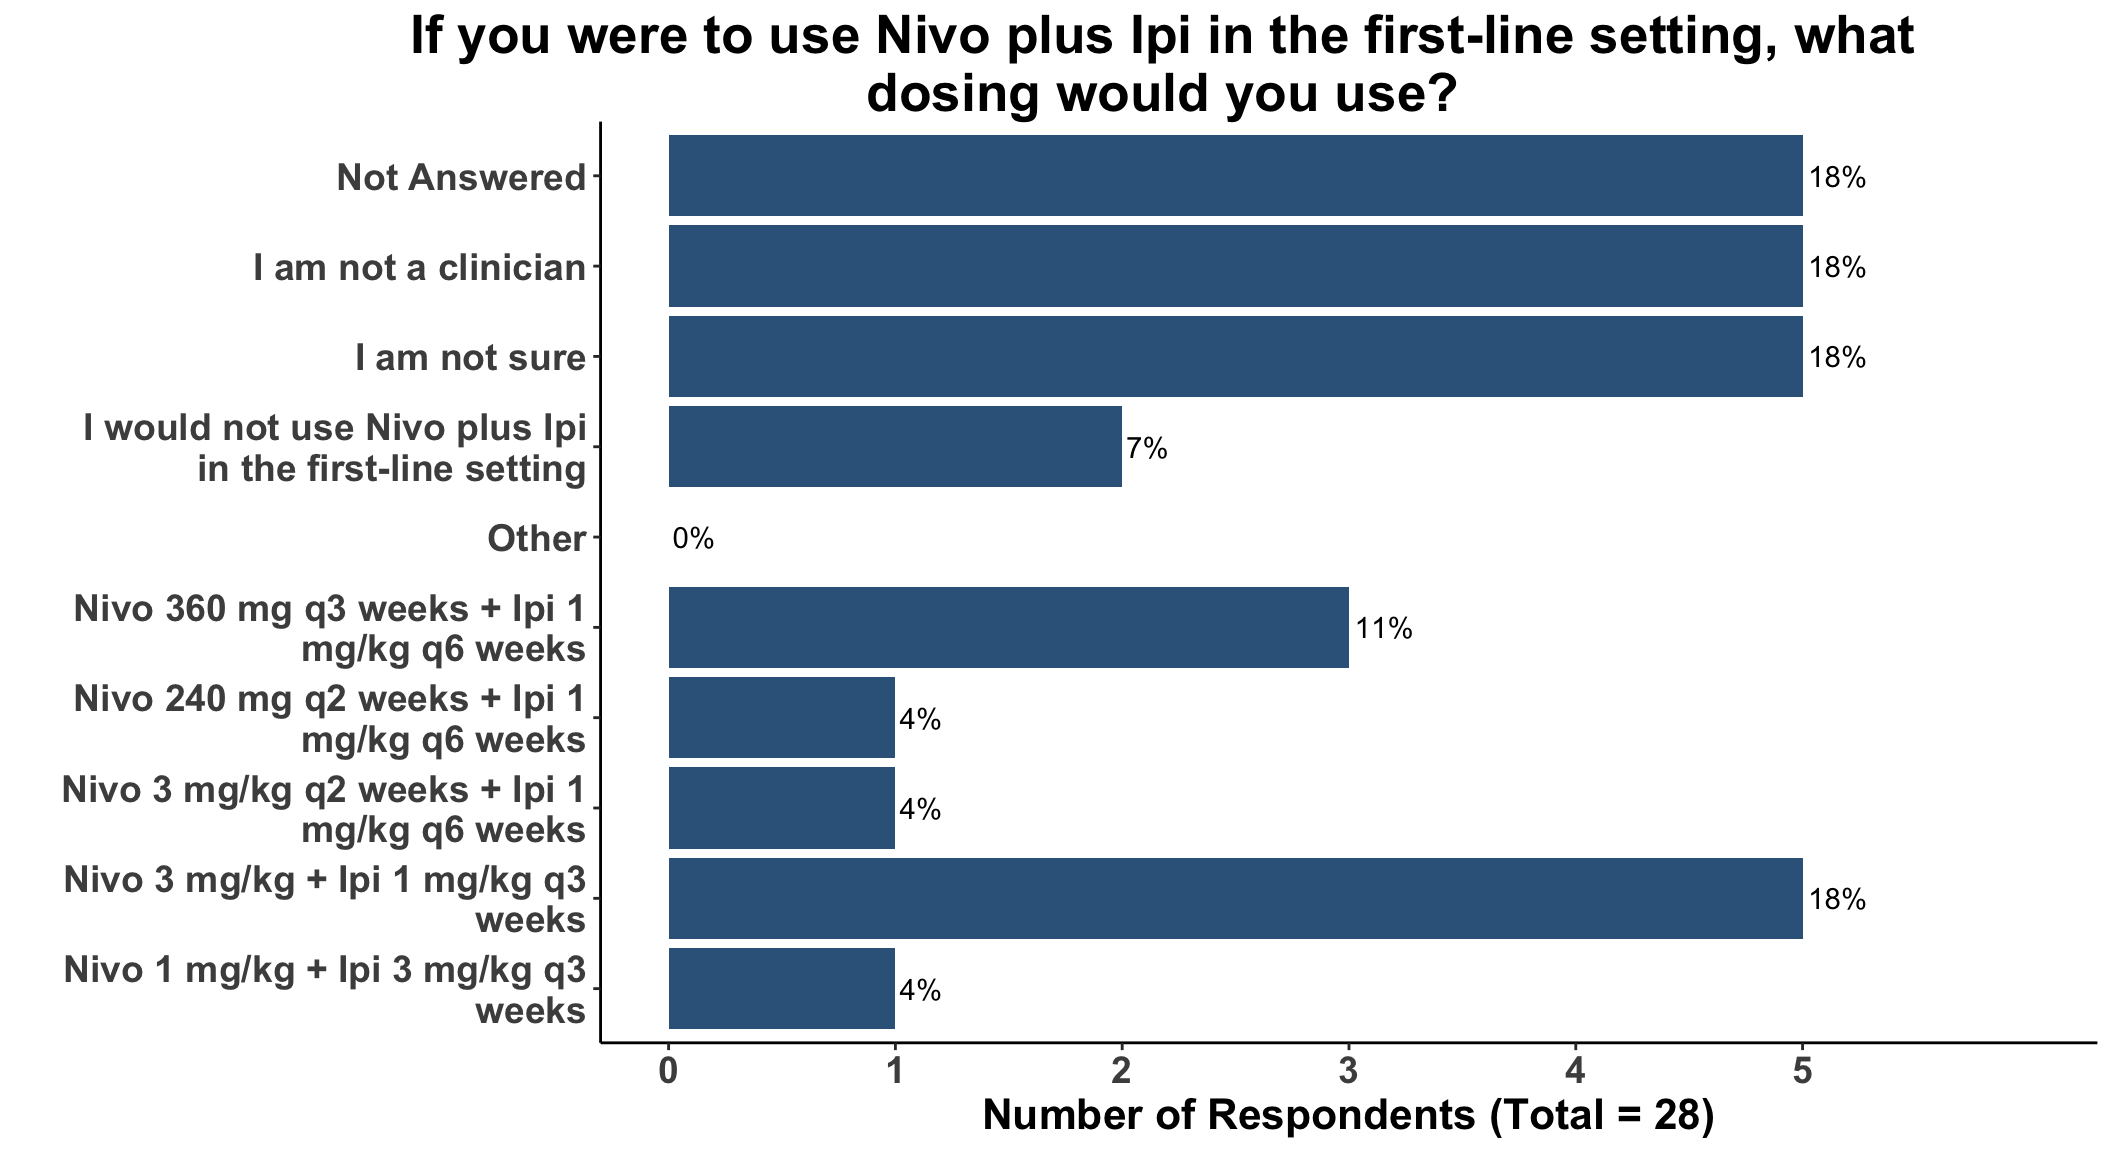 If you were to use Nivo plus Ipi in the first-line setting, what
dosing would you use?
Not Answered
18%
I am not a clinician
18%
I am not sure
18%
I would not use Nivo plus Ipi
in the first-line setting
7%
Other
0%
Nivo 360 mg q3 weeks + Ipi 1
mg/kg q6 weeks
11%
Nivo 240 mg q2 weeks + Ipi 1
mg/kg q6 weeks
4%
Nivo 3 mg/kg q2 weeks + Ipi 1
mg/kg q6 weeks
4%
Nivo 3 mg/kg + Ipi 1 mg/kg q3
weeks
18%
Nivo 1 mg/kg + Ipi 3 mg/kg q3
weeks
4%
0 1 2 3 4 5
Number of Respondents (Total = 28)